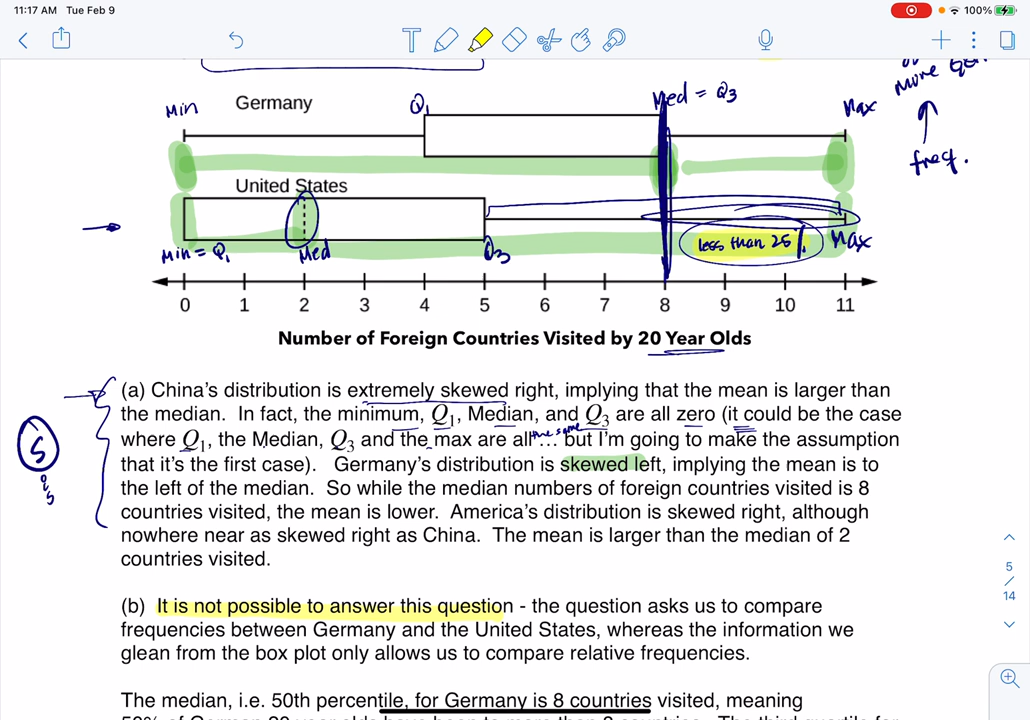 11:17 AM Tue Feb 9
100%
more
Min Germany Q1 Med = Q3 Max
freq.
United States
less than 25%
Min = Q1 Med Q3 Max
0 1 2 3 4 5 6 7 8 9 10 11
Number of Foreign Countries Visited by 20 Year Olds
(a) China's distribution is extremely skewed right, implying that the mean is larger than
the median. In fact, the minimum, Q1, Median, and Q3 are all zero (it could be the case
the same
where Q1, the Median, Q3 and the max are all... but I'm going to make the assumption
that it's the first case). Germany's distribution is skewed left, implying the mean is to
the left of the median. So while the median numbers of foreign countries visited is 8
countries visited, the mean is lower. America's distribution is skewed right, although
nowhere near as skewed right as China. The mean is larger than the median of 2
countries visited.
S
5
/
14
(b) It is not possible to answer this question - the question asks us to compare
frequencies between Germany and the United States, whereas the information we
glean from the box plot only allows us to compare relative frequencies.
The median, i.e. 50th percentile, for Germany is 8 countries visited, meaning